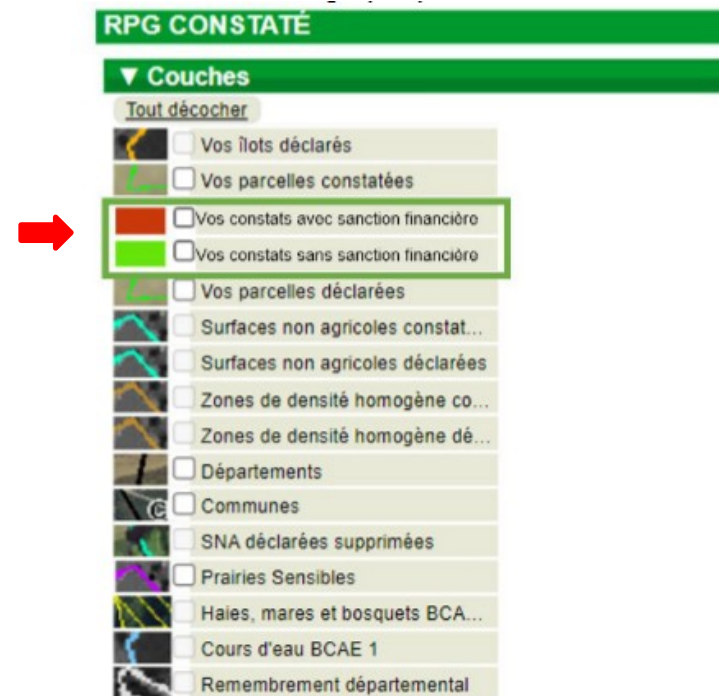 RPG CONSTATÉ
▼ Couches
Tout décocher
Vos îlots déclarés
Vos parcelles constatées
Vos constats avec sanction financière
Vos constats sans sanction financière
Vos parcelles déclarées
Surfaces non agricoles constat...
Surfaces non agricoles déclarées
Zones de densité homogène co...
Zones de densité homogène dé...
Départements
C Communes
SNA déclarées supprimées
Prairies Sensibles
Haies, mares et bosquets BCA...
Cours d'eau BCAE 1
Remembrement départemental